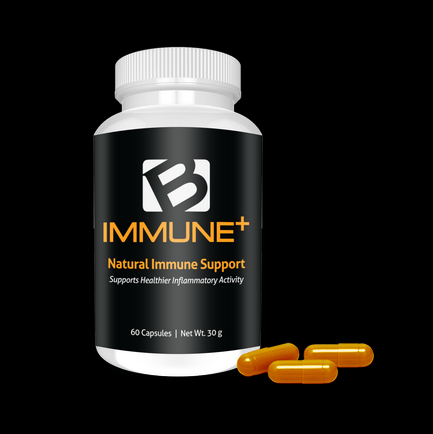 B
IMMUNE+
Natural Immune Support
Supports Healthier Inflammatory Activity
60 Capsules | Net Wt. 30 g